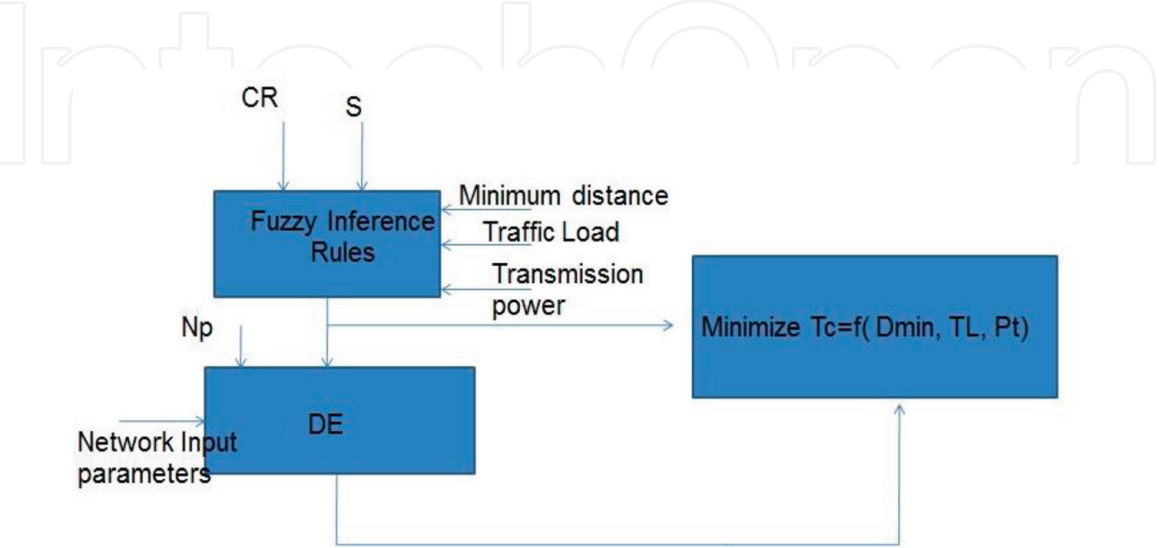 IntechOpen
CR
S
Minimum distance
Fuzzy Inference
Rules
Traffic Load
Transmission
power
Np
Minimize Tc=f( Dmin, TL, Pt)
DE
Network Input
parameters